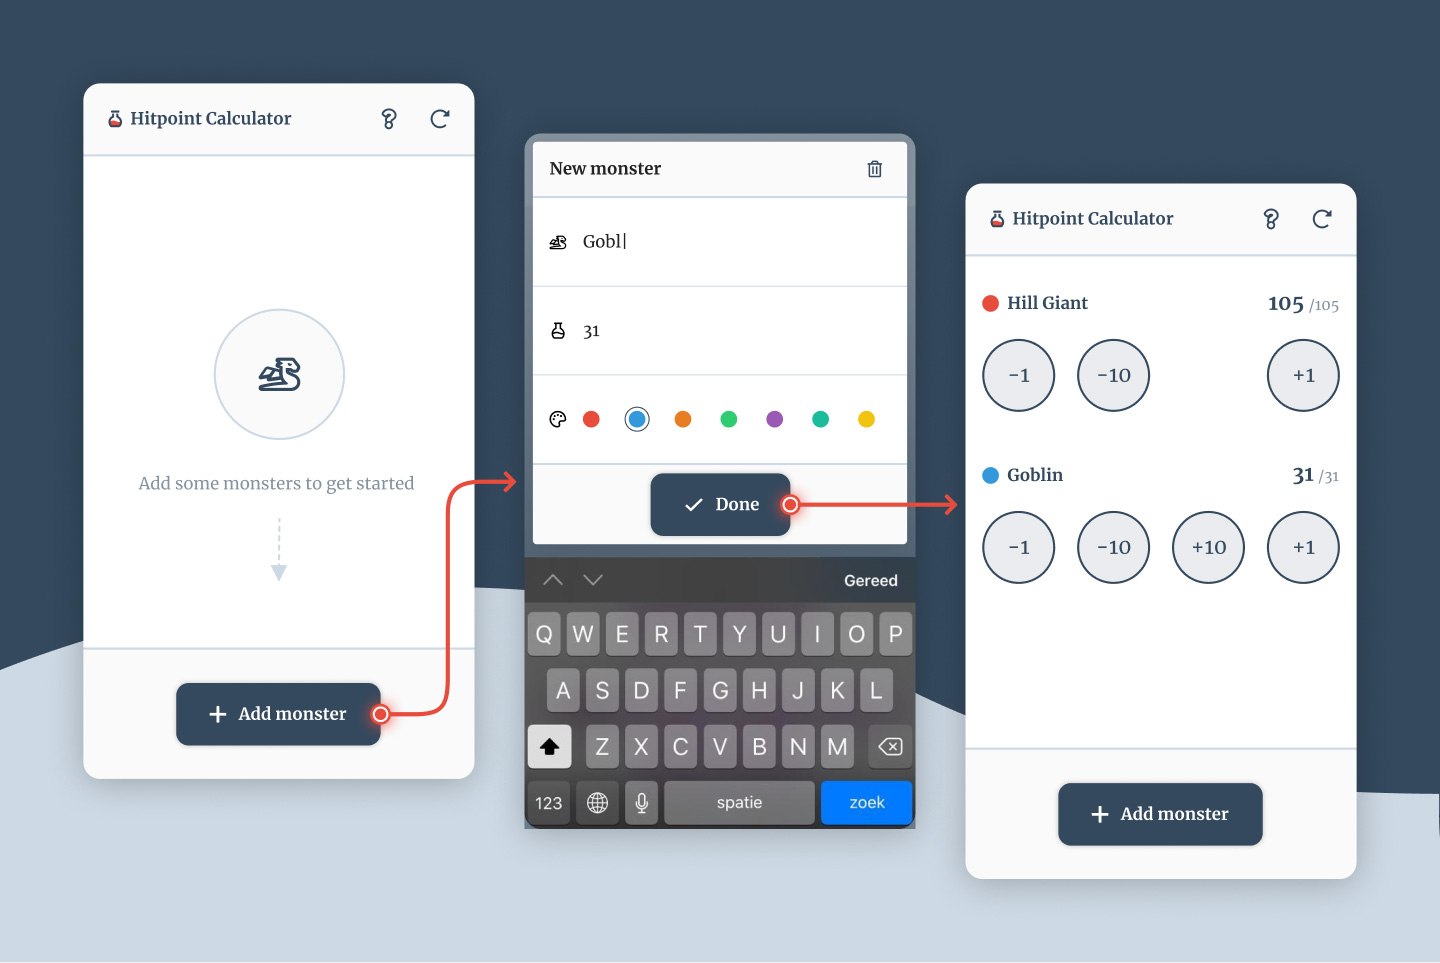 Hitpoint Calculator
Add some monsters to get started
Add monster
New monster
Gobl
31
Done
Gereed
Q W E R T Y U I O P
A S D F G H J K L
Z X C V B N M
123 spatie zoek
Hitpoint Calculator
Hill Giant 105 /105
-1 -10 +1
Goblin 31 /31
-1 -10 +10 +1
Add monster